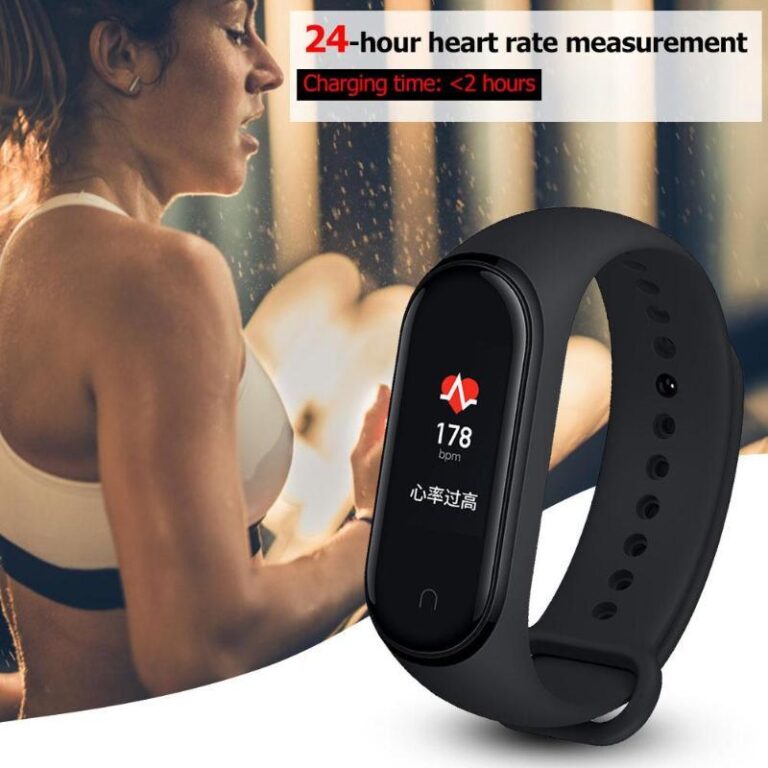 24-hour heart rate measurement
Charging time: <2 hours
178
bpm
心率过高